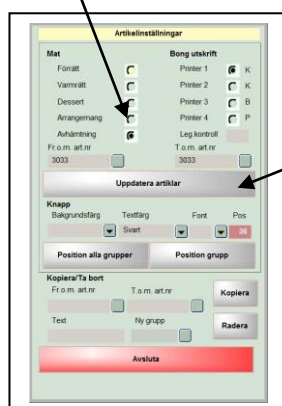 Artikelinställningar
Mat Bong utskrift
Förrätt Printer 1 K
Varmrätt Printer 2 K
Dessert Printer 3 B
Arrangemang Printer 4 P
Avhämtning Leg.kontroll
Fr.o.m. art.nr T.o.m. art.nr
3033 3033
Uppdatera artiklar
Knapp
Bakgrundsfärg Textfärg Font Pos
Svart 36
Position alla grupper Position grupp
Kopiera/Ta bort
Fr.o.m. art.nr T.o.m. art.nr Kopiera
Text Ny grupp Radera
Avsluta